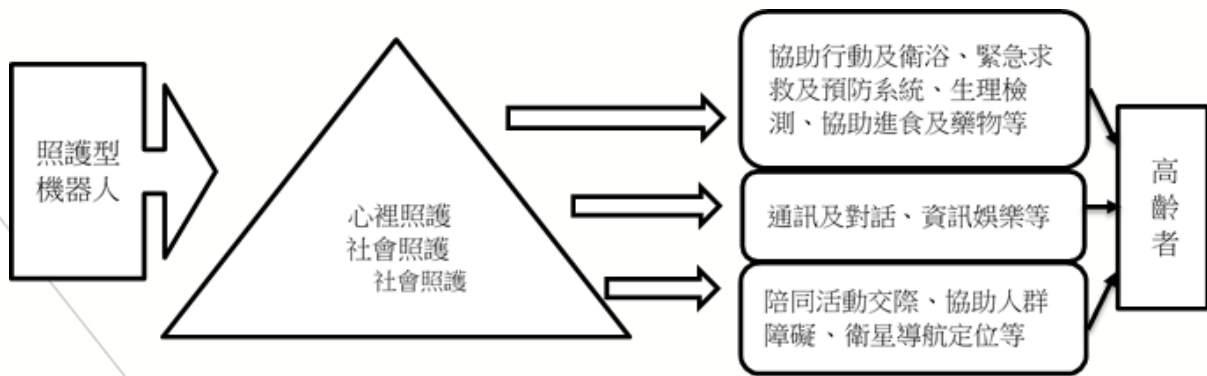 照護型
機器人
心裡照護
社會照護
社會照護
協助行動及衛浴、緊急求
救及預防系統、生理檢
測、協助進食及藥物等
通訊及對話、資訊娛樂等
陪同活動交際、協助人群
障礙、衛星導航定位等
高
齡
者